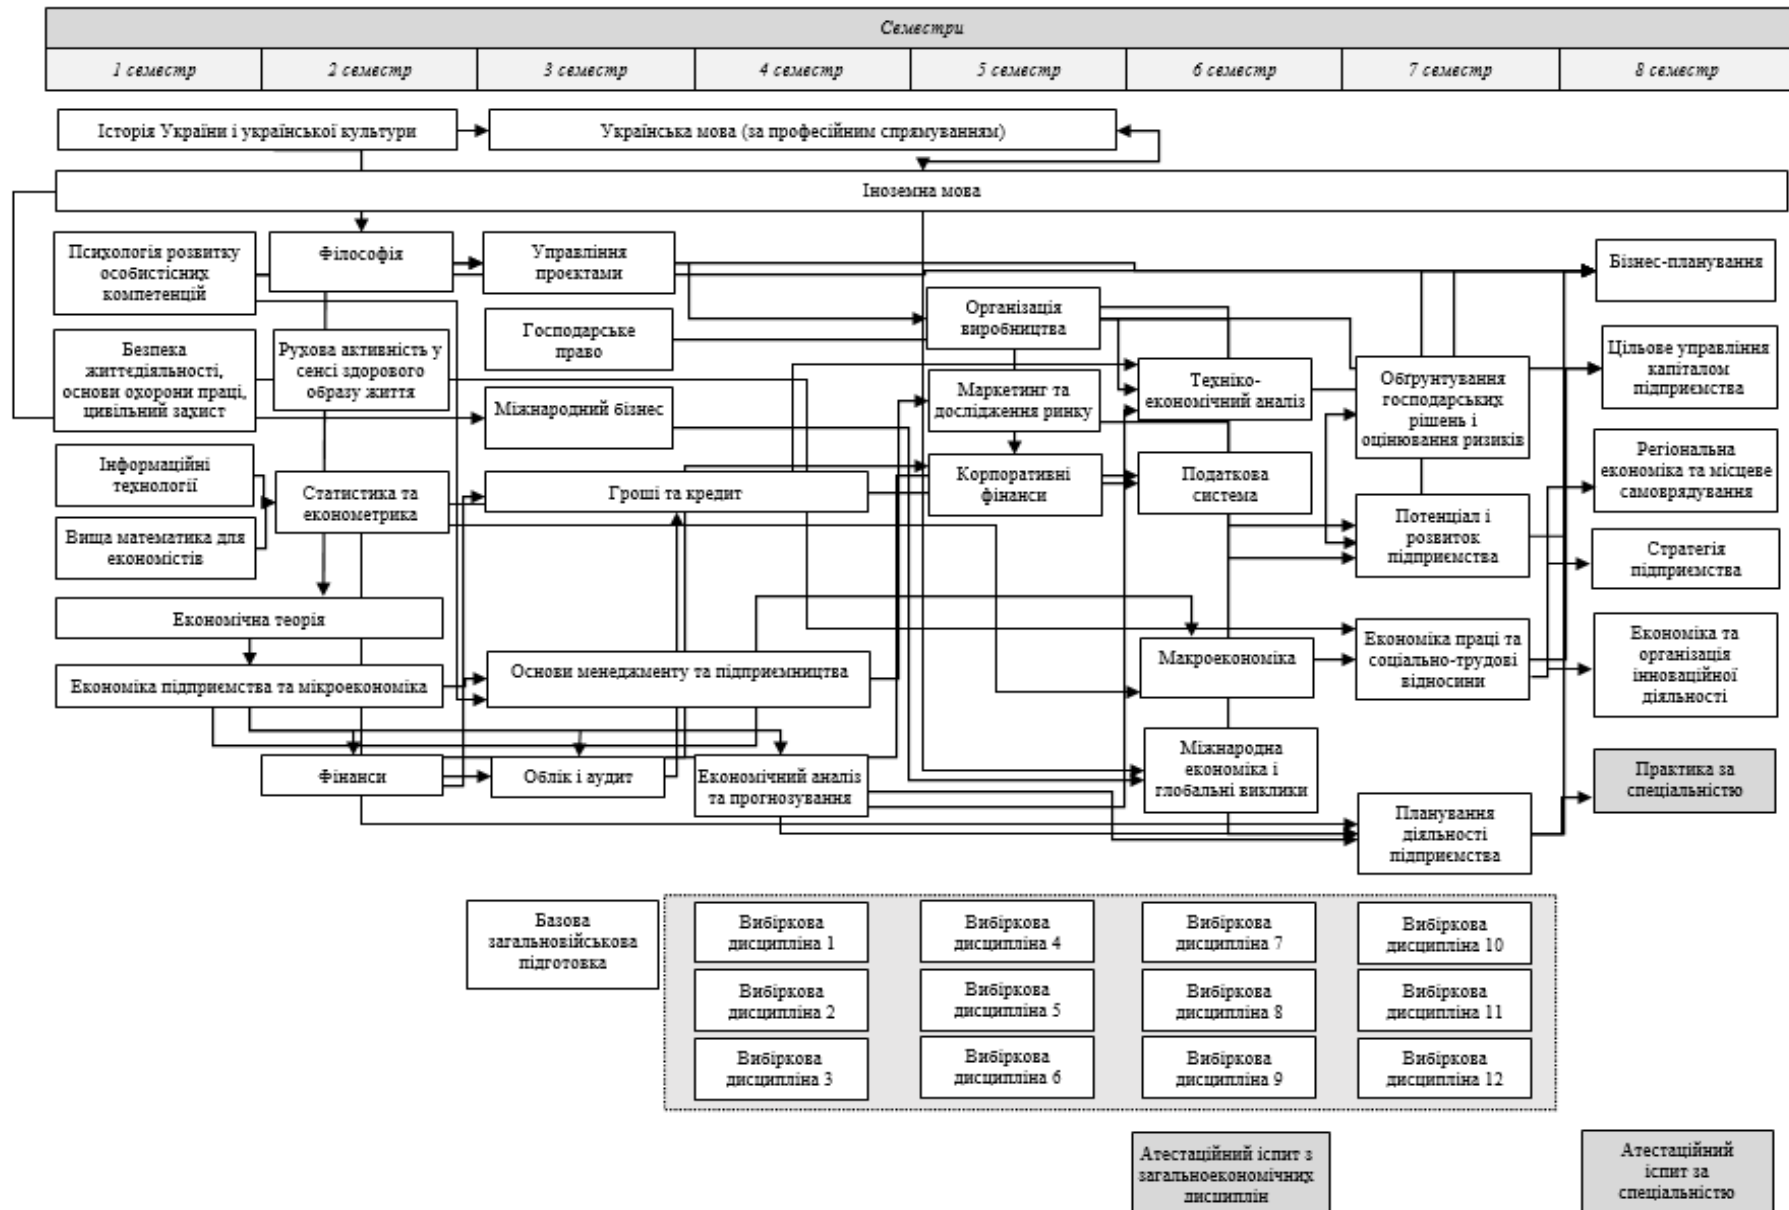 Семестри
1 семестр
2 семестр
3 семестр
4 семестр
5 семестр
6 семестр
7 семестр
8 семестр
Історія України і української культури
Українська мова (за професійним спрямуванням)
Іноземна мова
Психологія розвитку
особистісних
компетенцій
Філософія
Управління
проєктами
Бізнес-планування
Організація
виробництва
Господарське
право
Безпека
життєдіяльності,
основи охорони праці,
цивільний захист
Рухова активність у
сенсі здорового
образу життя
Міжнародний бізнес
Маркетинг та
дослідження ринку
Техніко-
економічний аналіз
Обґрунтування
господарських
рішень і
оцінювання ризиків
Цільове управління
капіталом
підприємства
Інформаційні
технології
Статистика та
економетрика
Гроші та кредит
Корпоративні
фінанси
Податкова
система
Регіональна
економіка та місцеве
самоврядування
Вища математика для
економістів
Потенціал і
розвиток
підприємства
Стратегія
підприємства
Економічна теорія
Економіка підприємства та мікроекономіка
Основи менеджменту та підприємництва
Макроекономіка
Економіка праці та
соціально-трудові
відносини
Економіка та
організація
інноваційної
діяльності
Фінанси
Облік і аудит
Економічний аналіз
та прогнозування
Міжнародна
економіка і
глобальні виклики
Планування
діяльності
підприємства
Практика за
спеціальністю
Базова
загальновійськова
підготовка
Вибіркова
дисципліна 1
Вибіркова
дисципліна 4
Вибіркова
дисципліна 7
Вибіркова
дисципліна 10
Вибіркова
дисципліна 2
Вибіркова
дисципліна 5
Вибіркова
дисципліна 8
Вибіркова
дисципліна 11
Вибіркова
дисципліна 3
Вибіркова
дисципліна 6
Вибіркова
дисципліна 9
Вибіркова
дисципліна 12
Атестаційний іспит з
загальноекономічних
дисциплін
Атестаційний
іспит за
спеціальністю